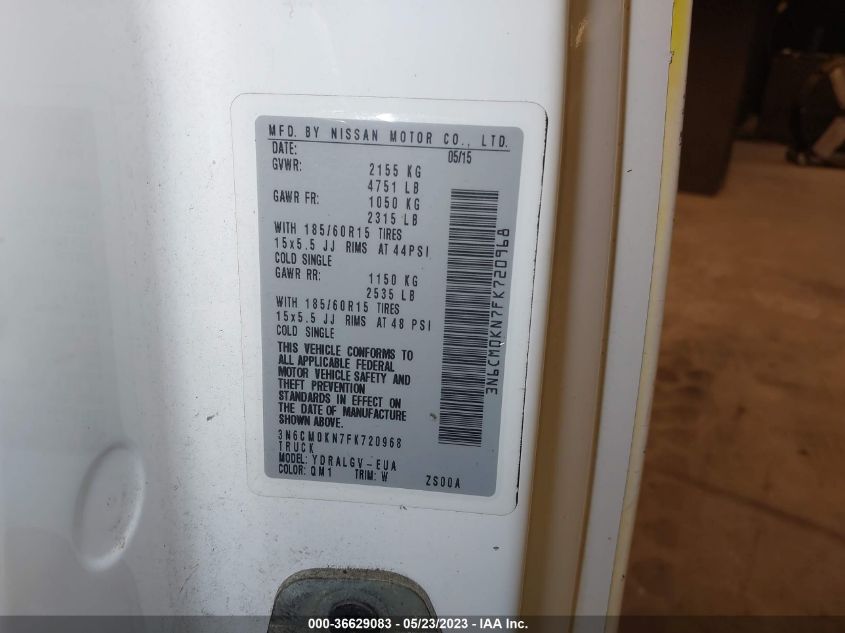 MFD. BY NISSAN MOTOR CO., LTD.
DATE: 05/15
GVWR: 2155 KG
4751 LB
GAWR FR: 1050 KG
2315 LB
WITH 185/60R15 TIRES
15x5.5 JJ RIMS AT 44PSI
COLD SINGLE
GAWR RR: 1150 KG
2535 LB
WITH 185/60R15 TIRES
15x5.5 JJ RIMS AT 48 PSI
COLD SINGLE
THIS VEHICLE CONFORMS TO
ALL APPLICABLE FEDERAL
MOTOR VEHICLE SAFETY AND
THEFT PREVENTION
STANDARDS IN EFFECT ON
THE DATE OF MANUFACTURE
SHOWN ABOVE.
3N6CM0KN7FK720968
TRUCK
MODEL: YDRALGV-EUA
COLOR: QM1 TRIM: W ZS00A
3N6CM0KN7FK720968
000-36629083 - 05/23/2023 - IAA Inc.